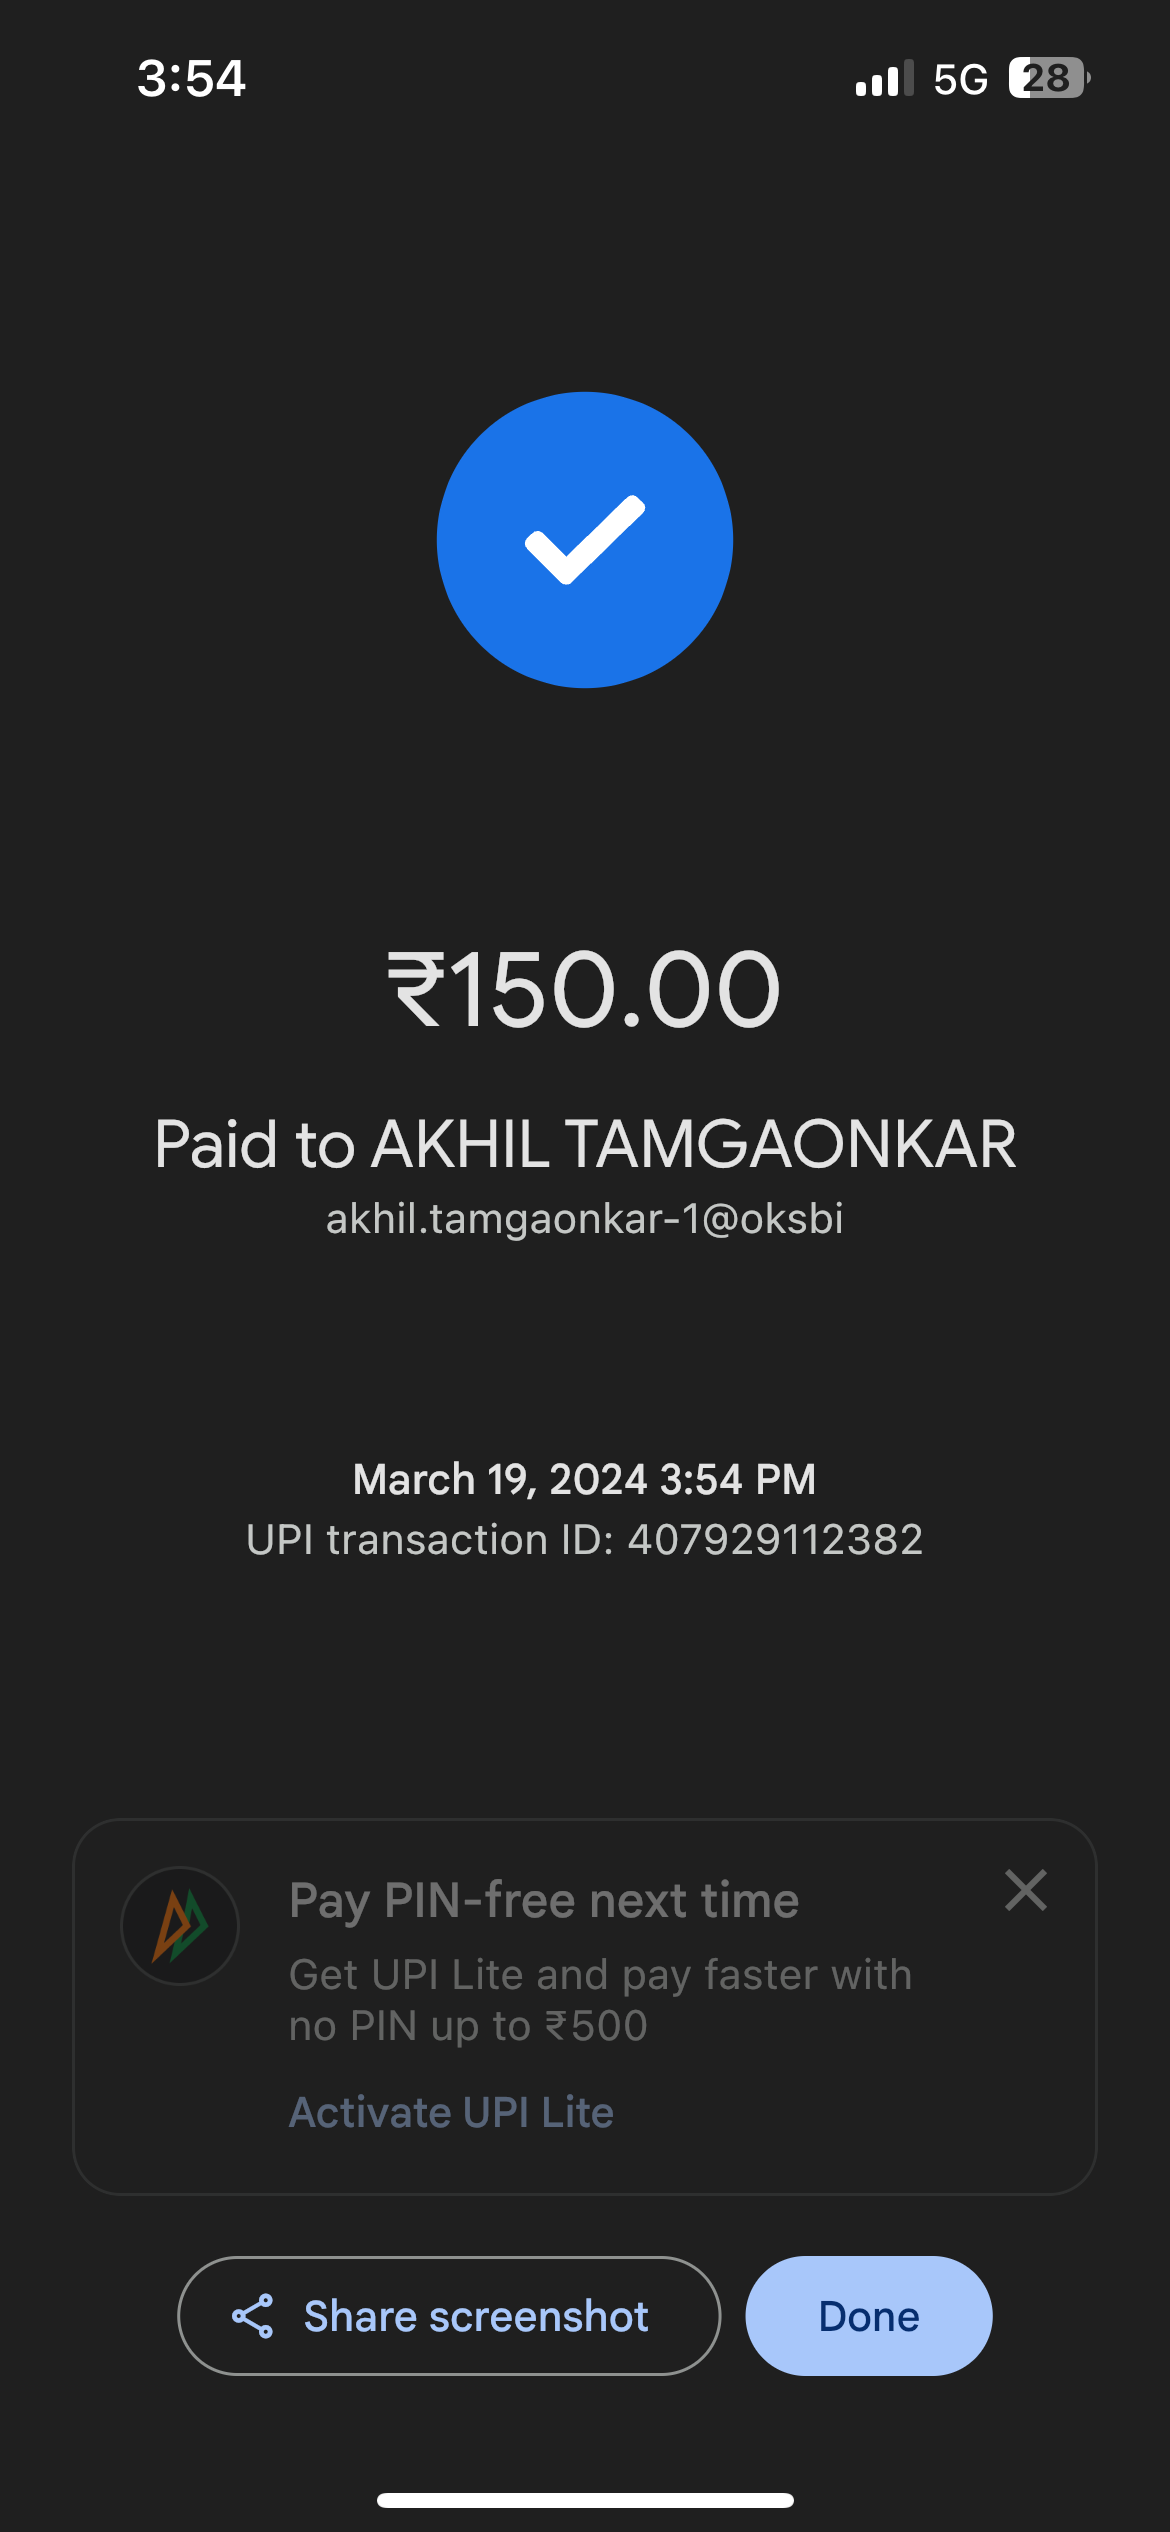 3:54
5G
28
₹150.00
Paid to AKHIL TAMGAONKAR
akhil.tamgaonkar-1@oksbi
March 19, 2024 3:54 PM
UPI transaction ID: 407929112382
Pay PIN-free next time
Get UPI Lite and pay faster with
no PIN up to ₹500
Activate UPI Lite
Share screenshot
Done